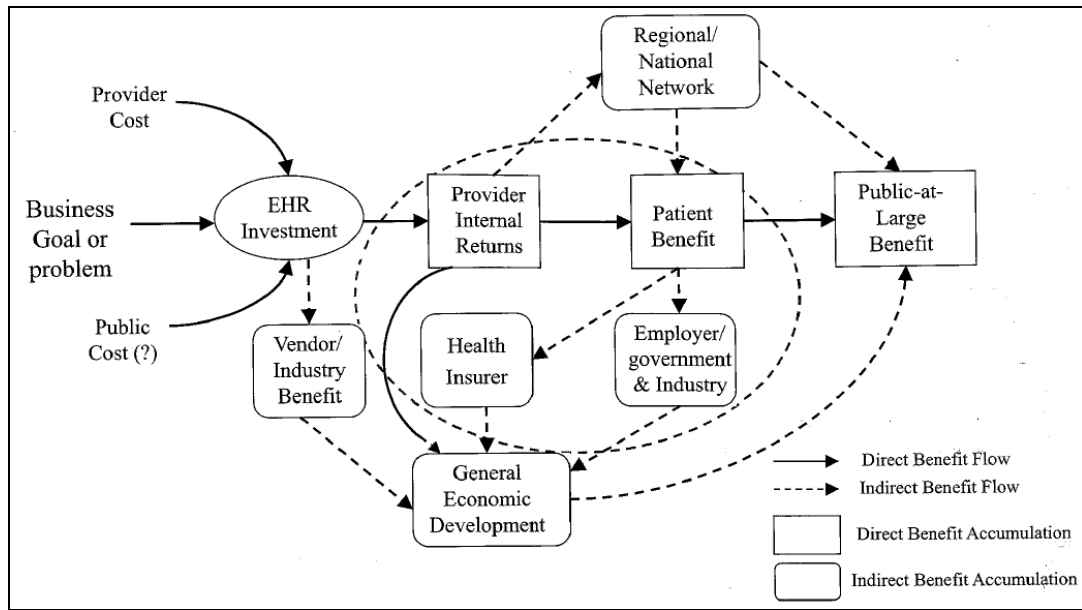 Regional/
National
Network
Provider
Cost
EHR
Investment
Provider
Internal
Returns
Patient
Benefit
Public-at-
Large
Benefit
Business
Goal or
problem
Public
Cost (?)
Vendor/
Industry
Benefit
Health
Insurer
Employer/
government
& Industry
General
Economic
Development
Direct Benefit Flow
Indirect Benefit Flow
Direct Benefit Accumulation
Indirect Benefit Accumulation